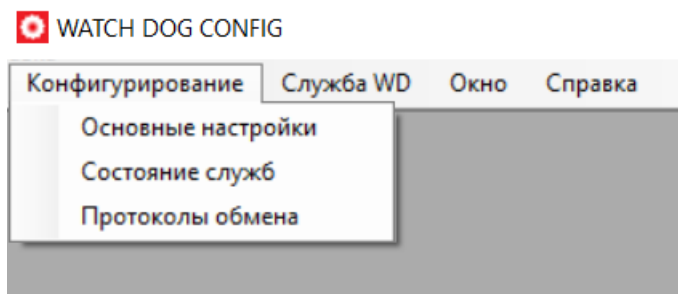 WATCH DOG CONFIG
Конфигурирование Служба WD Окно Справка
Основные настройки
Состояние служб
Протоколы обмена